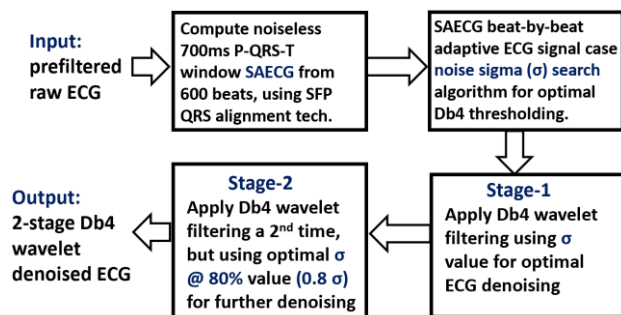 Input:
prefiltered
raw ECG
Compute noiseless
700ms P-QRS-T
window SAECG from
600 beats, using SFP
QRS alignment tech.
SAECG beat-by-beat
adaptive ECG signal case
noise sigma (σ) search
algorithm for optimal
Db4 thresholding.
Stage-1
Apply Db4 wavelet
filtering using σ
value for optimal
ECG denoising
Stage-2
Apply Db4 wavelet
filtering a 2nd time,
but using optimal σ
@ 80% value (0.8 σ)
for further denoising
Output:
2-stage Db4
wavelet
denoised ECG